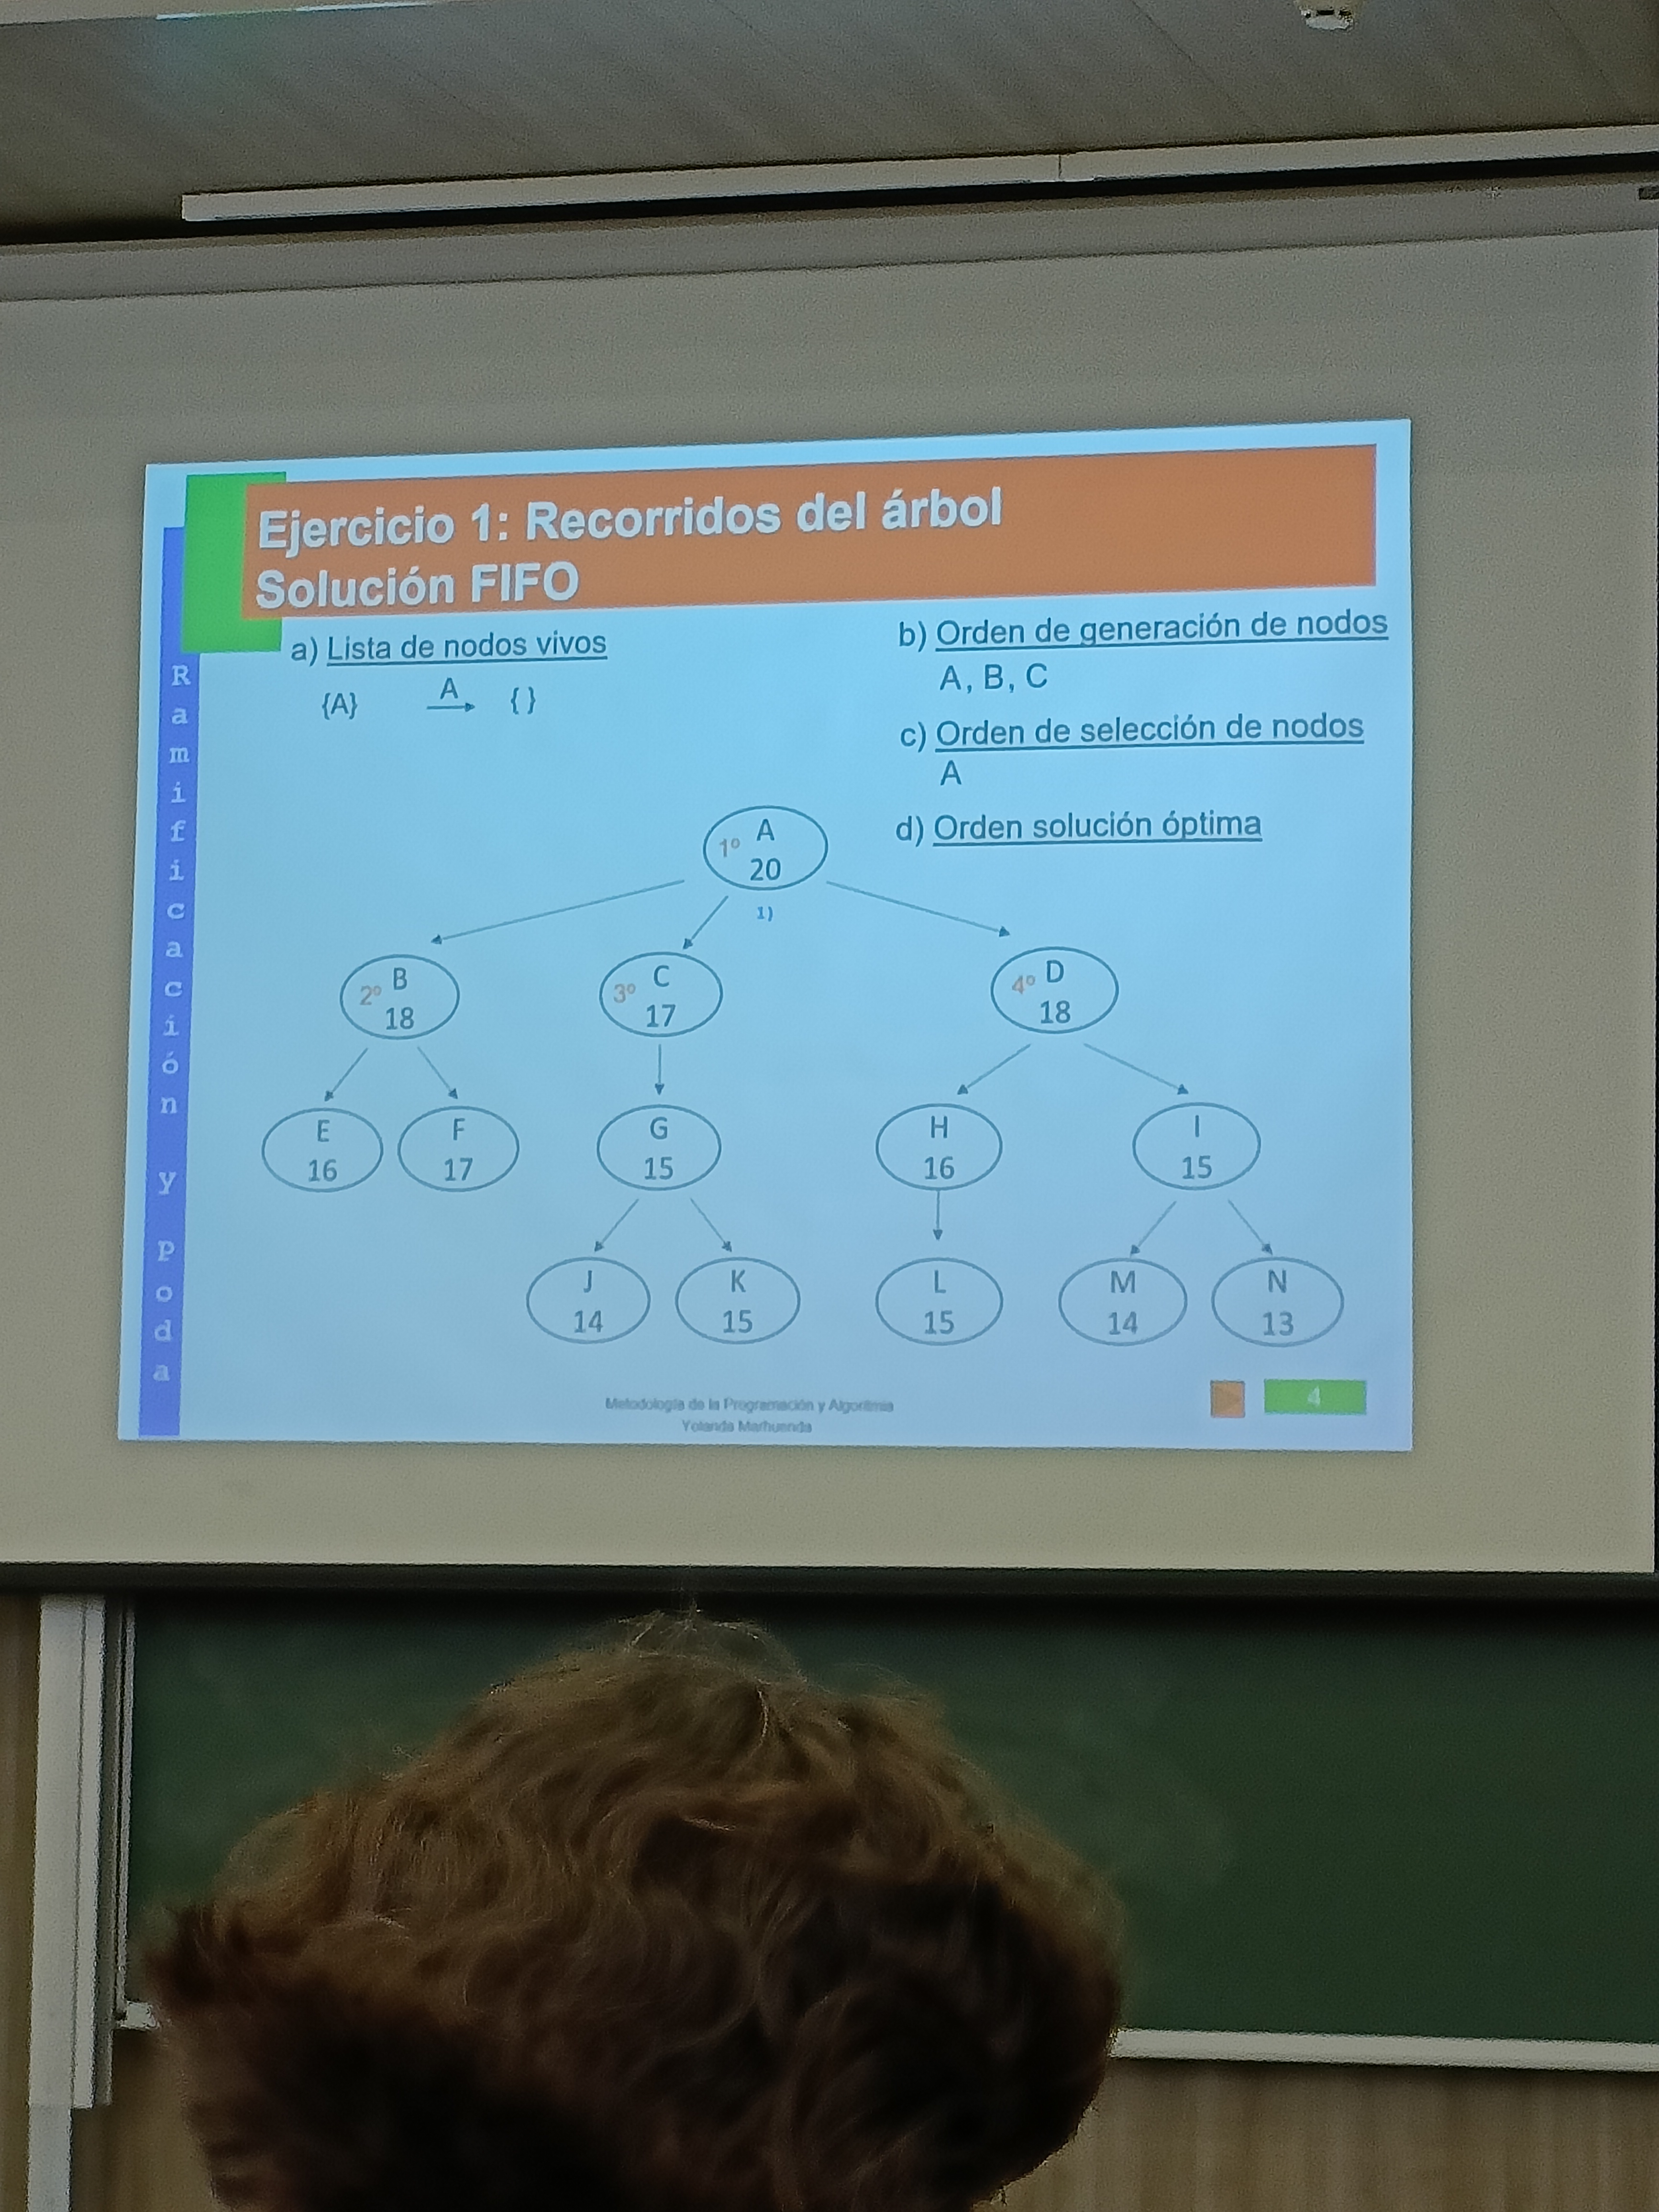 Ejercicio 1: Recorridos del árbol
Solución FIFO
a) Lista de nodos vivos
{A} A { }
b) Orden de generación de nodos
A, B, C
c) Orden de selección de nodos
A
d) Orden solución óptima
1º A
20
1)
2º B
18
3º C
17
4º D
18
E
16
F
17
G
15
H
16
I
15
J
14
K
15
L
15
M
14
N
13
Ramificación y poda
Metodología de la Programación y Algoritmia
Yolanda Marhuenda
4